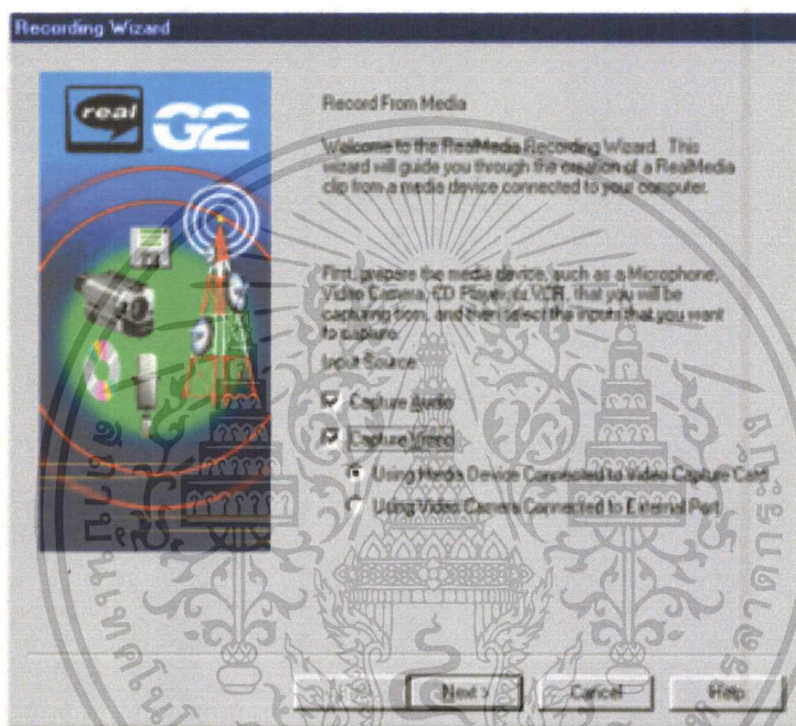 Recording Wizard
real
G2
Record From Media
Welcome to the RealMedia Recording Wizard. This
wizard will guide you through the creation of a RealMedia
clip from a media device connected to your computer.
First, prepare the media device, such as a Microphone,
Video Camera, CD Player, or VCR, that you will be
capturing from, and then select the inputs that you want
to capture.
Input Source
Capture Audio
Capture Video
Using Media Device Connected to Video Capture Card
Using Video Camera Connected to External Port
Next >
Cancel
Help